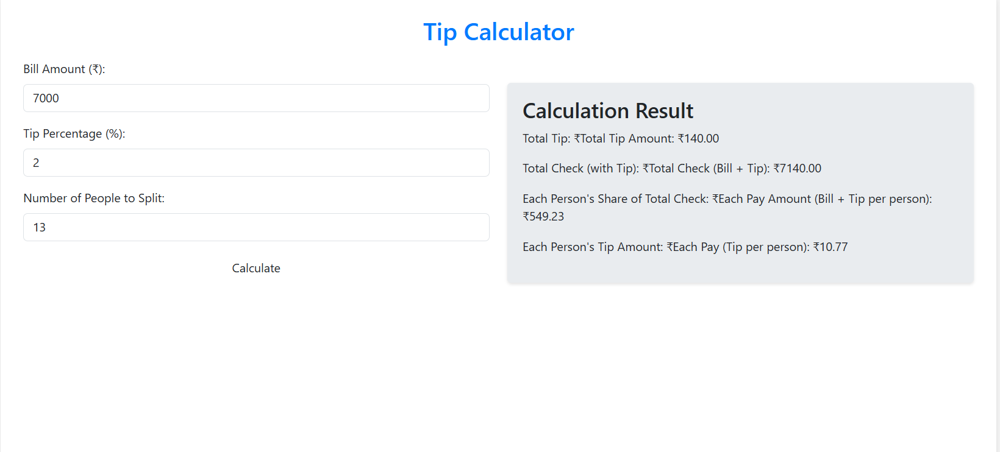 Tip Calculator
Bill Amount (₹):
7000
Tip Percentage (%):
2
Number of People to Split:
13
Calculate
Calculation Result
Total Tip: ₹Total Tip Amount: ₹140.00
Total Check (with Tip): ₹Total Check (Bill + Tip): ₹7140.00
Each Person's Share of Total Check: ₹Each Pay Amount (Bill + Tip per person):
₹549.23
Each Person's Tip Amount: ₹Each Pay (Tip per person): ₹10.77